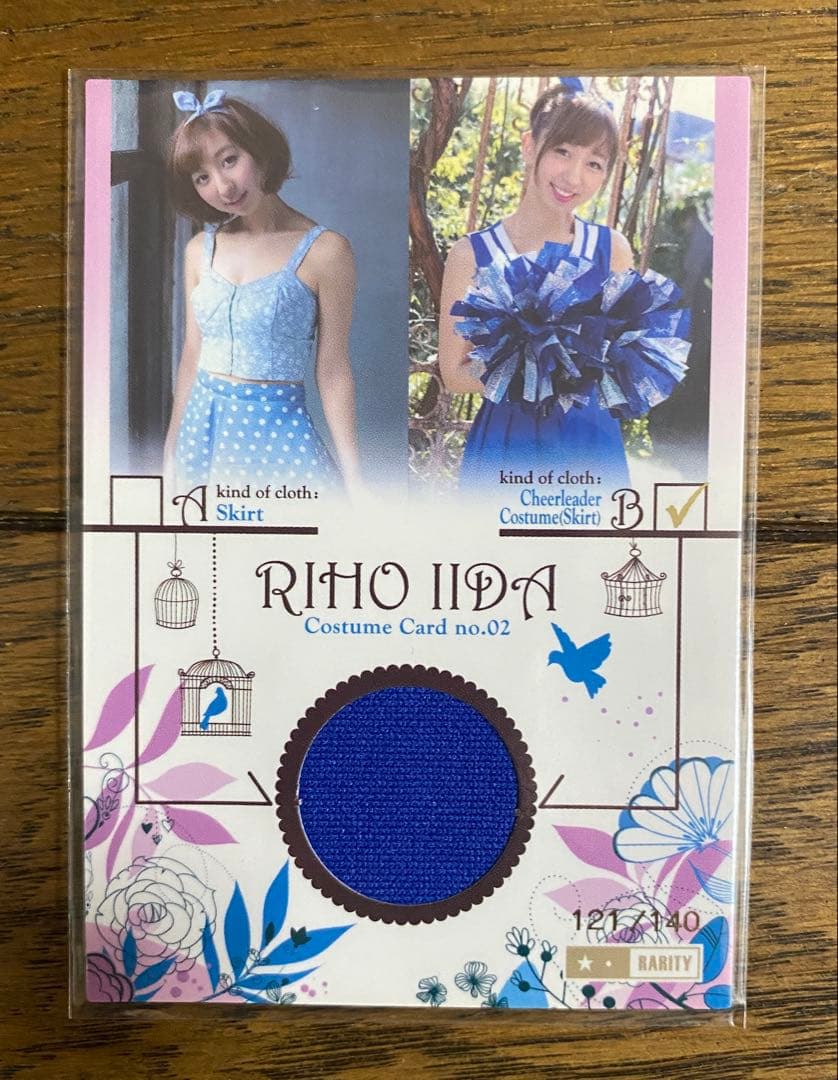 A kind of cloth:
Skirt
kind of cloth:
Cheerleader
Costume(Skirt) B
RIHO IIDA
Costume Card no.02
121/140
RARITY